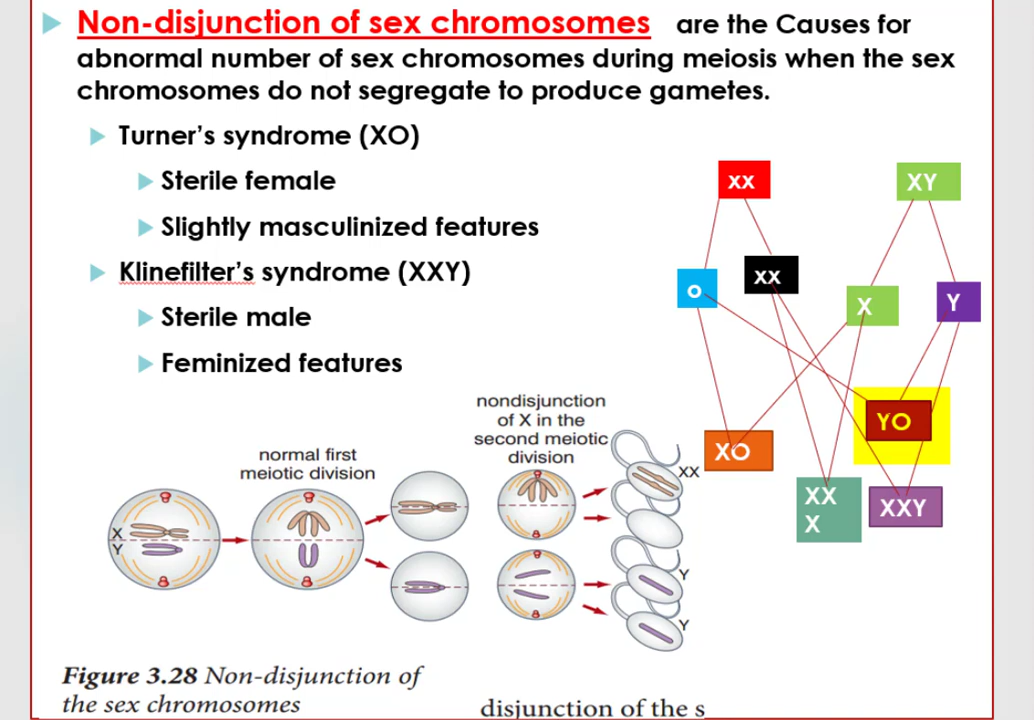 Non-disjunction of sex chromosomes are the Causes for
abnormal number of sex chromosomes during meiosis when the sex
chromosomes do not segregate to produce gametes.
Turner's syndrome (XO)
Sterile female
Slightly masculinized features
Klinefilter's syndrome (XXY)
Sterile male
Feminized features
xx
XY
o
xx
X
Y
YO
XO
XX
X
XXY
nondisjunction
of X in the
second meiotic
division
normal first
meiotic division
X
Y
XX
Y
Y
Figure 3.28 Non-disjunction of
the sex chromosomes
disjunction of the s